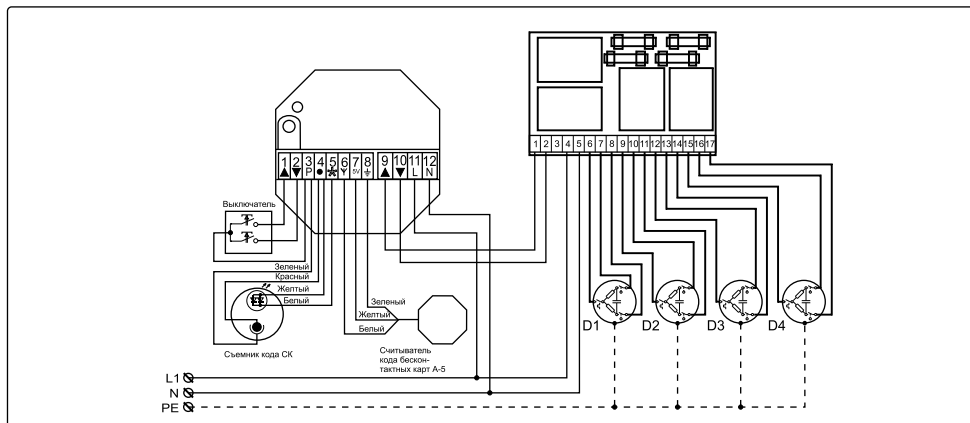 1 2 3 4 5 6 7 8 9 10 11 12 13 14 15 16 17
1 2 3 4 5 6 7 8 9 10 11 12
▲ ▼ P ● 5V ▲ ▼ L N
Выключатель
Зеленый
Красный
Желтый
Белый
Зеленый
Желтый
Белый
Съемник кода СК
Считыватель
кода бескон-
тактных карт А-5
D1 D2 D3 D4
L1
N
PE